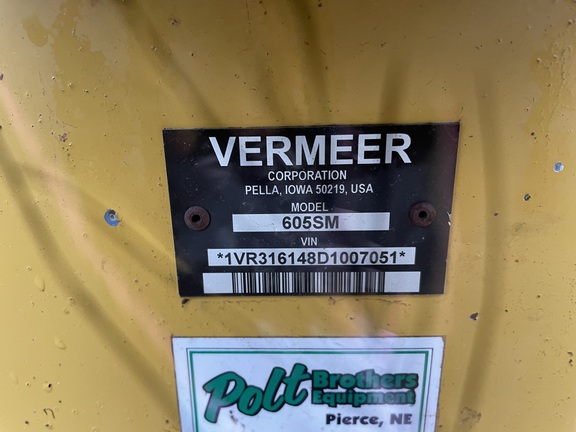 VERMEER
CORPORATION
PELLA, IOWA 50219, USA
MODEL
605SM
VIN
*1VR316148D1007051*
Polt Brothers
Equipment
Pierce, NE